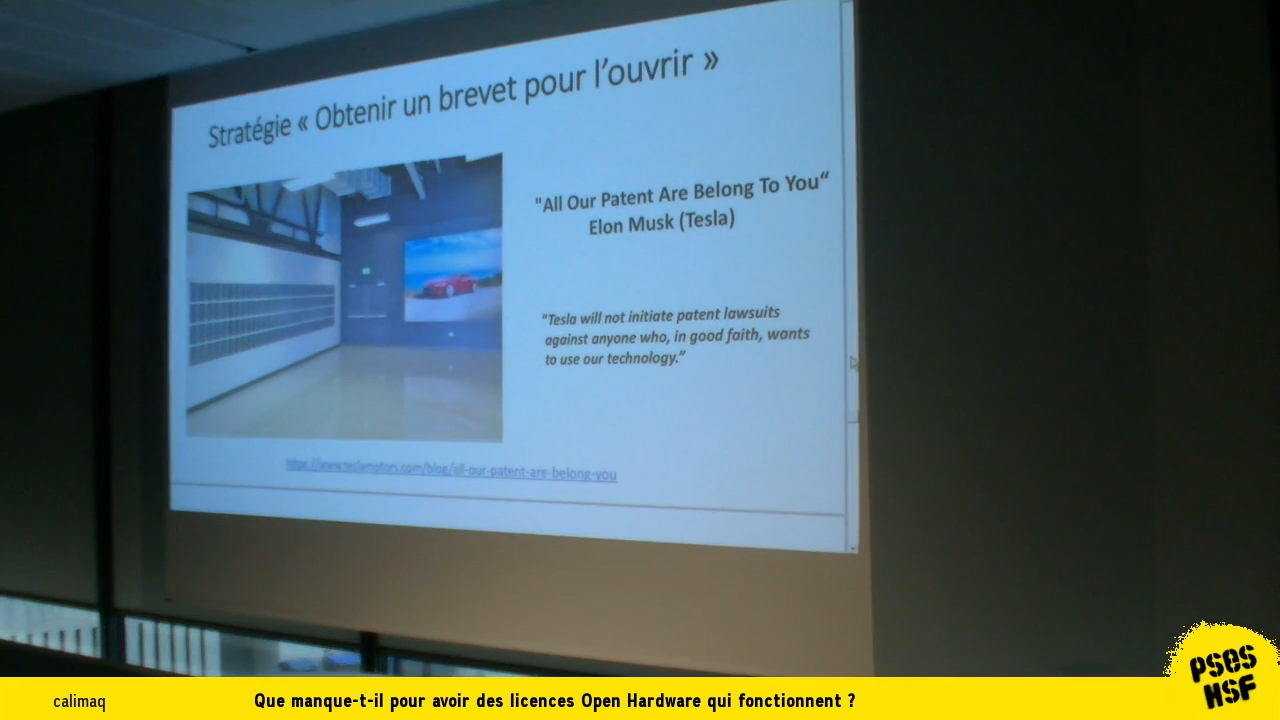 Stratégie « Obtenir un brevet pour l’ouvrir »
"All Our Patent Are Belong To You“
Elon Musk (Tesla)
“Tesla will not initiate patent lawsuits
against anyone who, in good faith, wants
to use our technology.”
https://www.teslamotors.com/blog/all-our-patent-are-belong-you
calimaq
Que manque-t-il pour avoir des licences Open Hardware qui fonctionnent ?
PSES
HSF